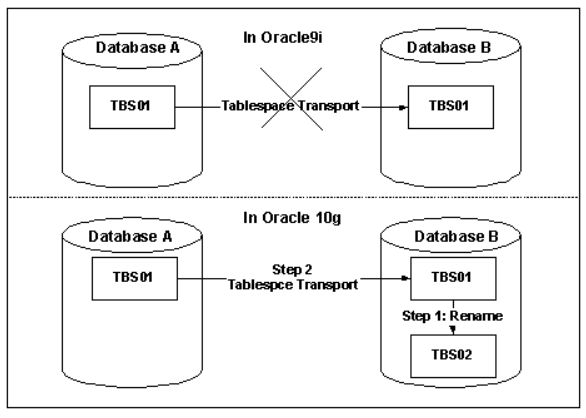 In Oracle9i
Database A
Database B
TBS01
Tablespace Transport
TBS01
In Oracle 10g
Database A
Database B
TBS01
Step 2
Tablespce Transport
TBS01
Step 1: Rename
TBS02